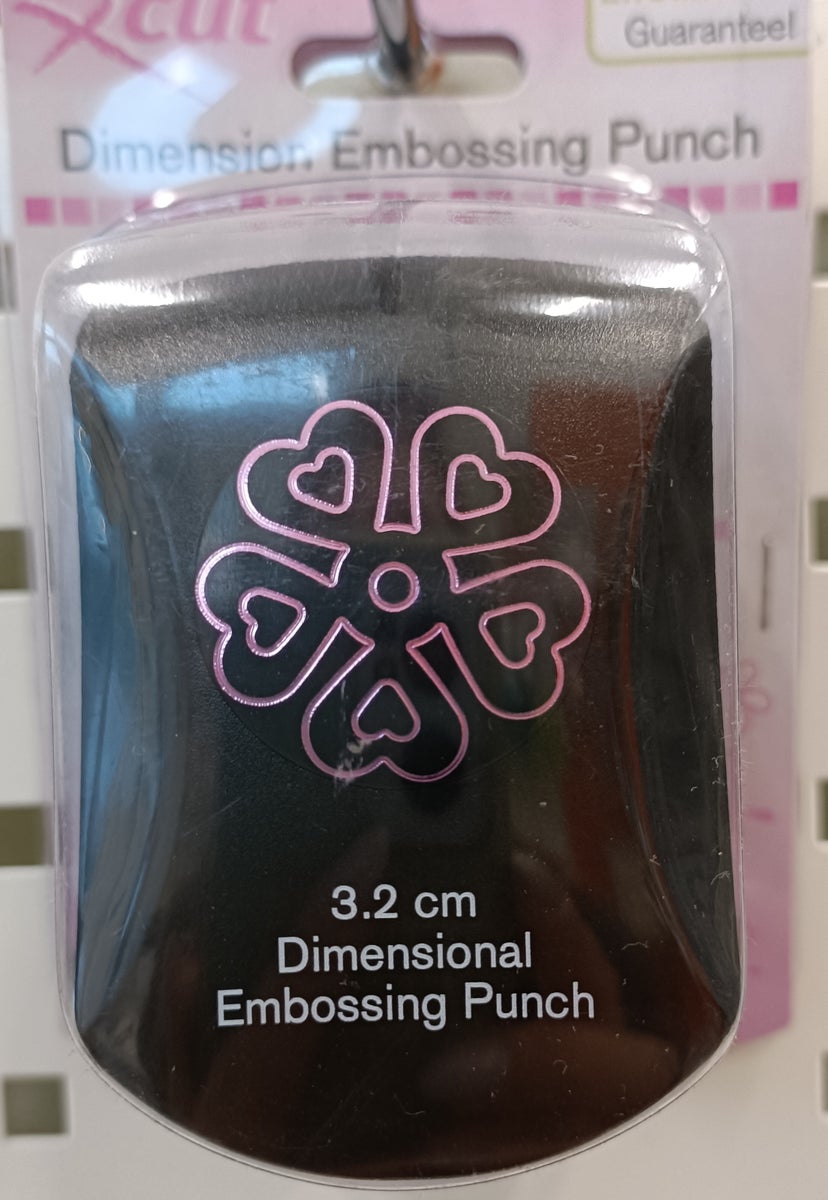 Xcut
Guarantee!
Dimension Embossing Punch
3.2 cm
Dimensional
Embossing Punch